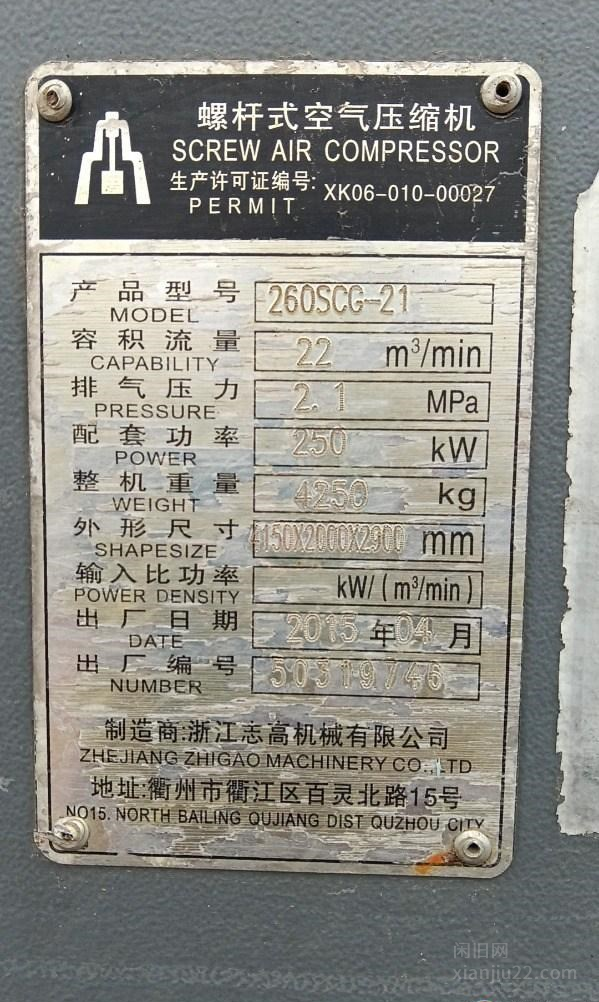 螺杆式空气压缩机
SCREW AIR COMPRESSOR
生产许可证编号: XK06-010-00027
PERMIT
产品型号 260SCG-21
MODEL
容积流量 22 m³/min
CAPABILITY
排气压力 2.1 MPa
PRESSURE
配套功率 250 kW
POWER
整机重量 4250 kg
WEIGHT
外形尺寸 4150X2000X2900 mm
SHAPESIZE
输入比功率 kW/(m³/min)
POWER DENSITY
出厂日期 2015年04月
DATE
出厂编号 50319746
NUMBER
制造商:浙江志高机械有限公司
ZHEJIANG ZHIGAO MACHINERY CO.,LTD
地址:衢州市衢江区百灵北路15号
NO15. NORTH BAILING QUJIANG DIST QUZHOU CITY
闲旧网
xianjiu22.com